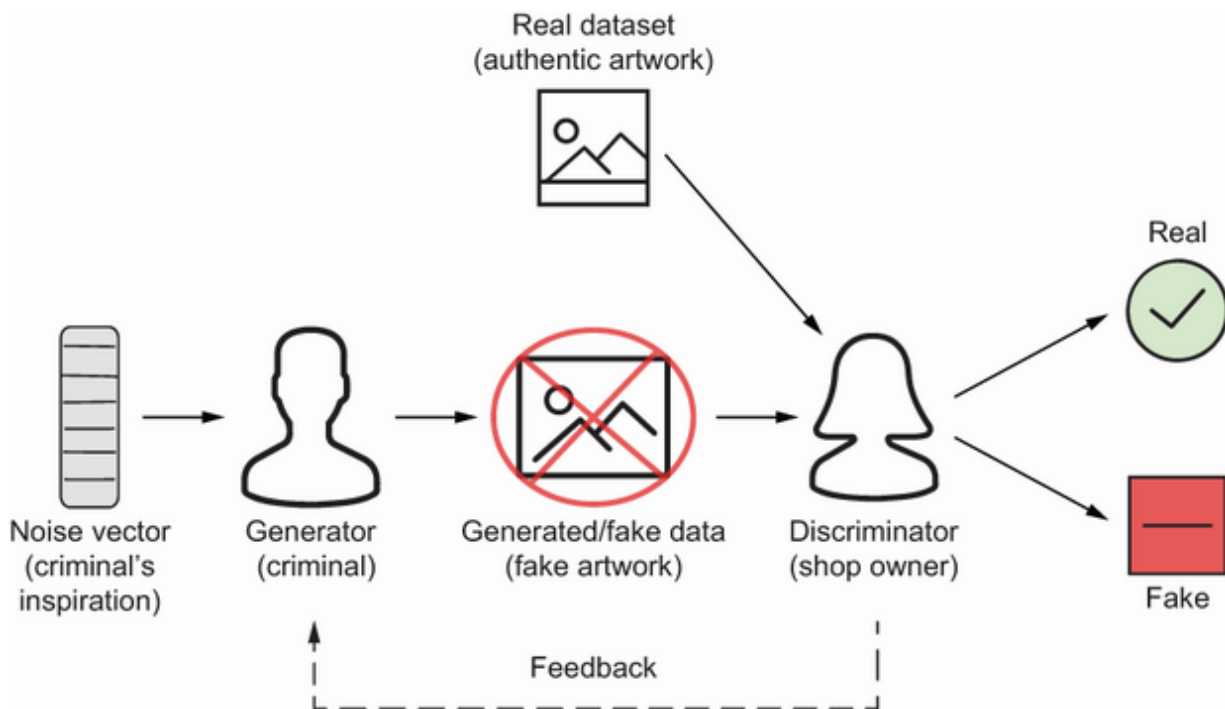 Real dataset
(authentic artwork)
Real
Noise vector
(criminal's
inspiration)
Generator
(criminal)
Generated/fake data
(fake artwork)
Discriminator
(shop owner)
Fake
Feedback